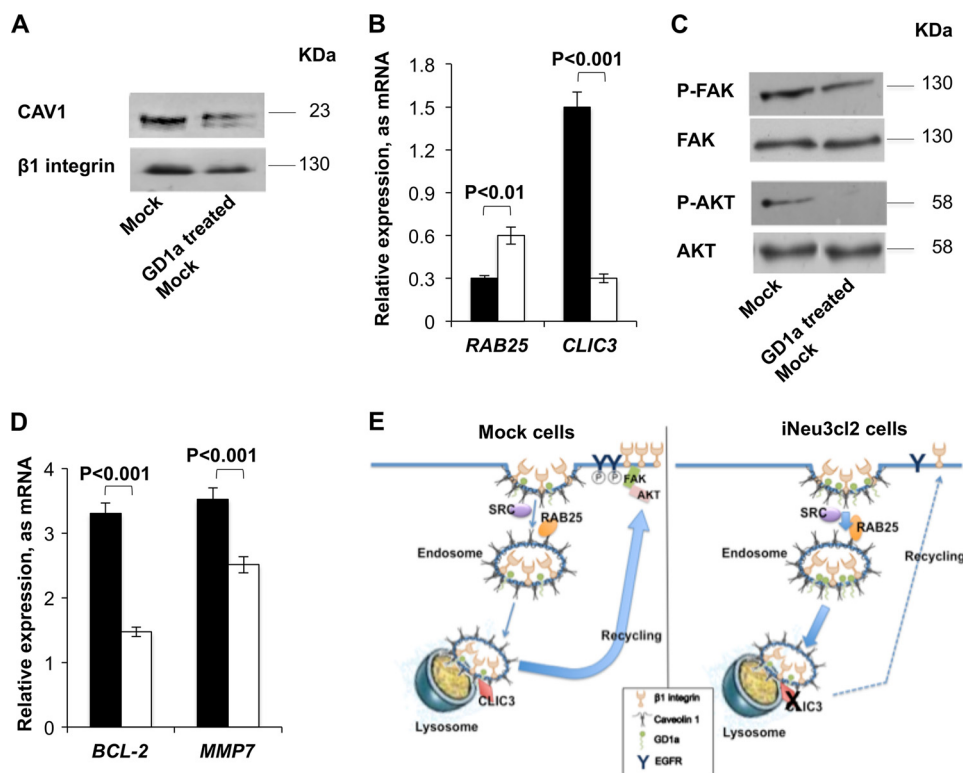 A
KDa
CAV1
23
β1 integrin
130
Mock
GD1a treated
Mock
B
Relative expression, as mRNA
1.8
1.5
1.2
0.9
0.6
0.3
0
P<0.001
P<0.01
RAB25
CLIC3
C
KDa
P-FAK
130
FAK
130
P-AKT
58
AKT
58
Mock
GD1a treated
Mock
D
Relative expression, as mRNA
4
3
2
1
0
P<0.001
P<0.001
BCL-2
MMP7
E
Mock cells
P
P
FAK
AKT
SRC
RAB25
Endosome
Recycling
CLIC3
Lysosome
iNeu3cl2 cells
SRC
RAB25
Endosome
Recycling
X
CLIC3
Lysosome
β1 integrin
Caveolin 1
GD1a
EGFR